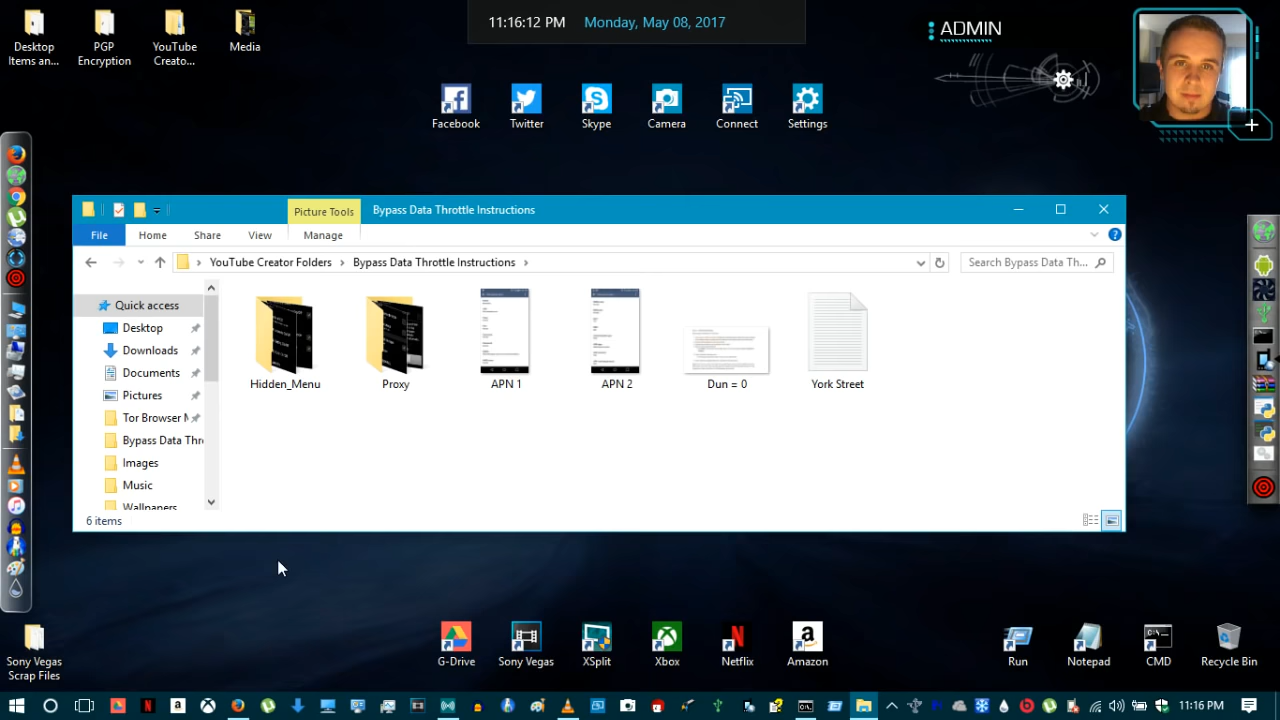 11:16:12 PM Monday, May 08, 2017
ADMIN
Desktop
Items an...
PGP
Encryption
YouTube
Creato...
Media
Facebook
Twitter
Skype
Camera
Connect
Settings
Picture Tools
Bypass Data Throttle Instructions
File
Home
Share
View
Manage
YouTube Creator Folders
Bypass Data Throttle Instructions
Search Bypass Data Th...
Quick access
Desktop
Downloads
Documents
Pictures
Tor Browser
Bypass Data Thr
Images
Music
Wallpapers
Hidden_Menu
Proxy
APN 1
APN 2
Dun = 0
York Street
6 items
Sony Vegas
Scrap Files
G-Drive
Sony Vegas
XSplit
Xbox
Netflix
Amazon
Run
Notepad
CMD
Recycle Bin
11:16 PM